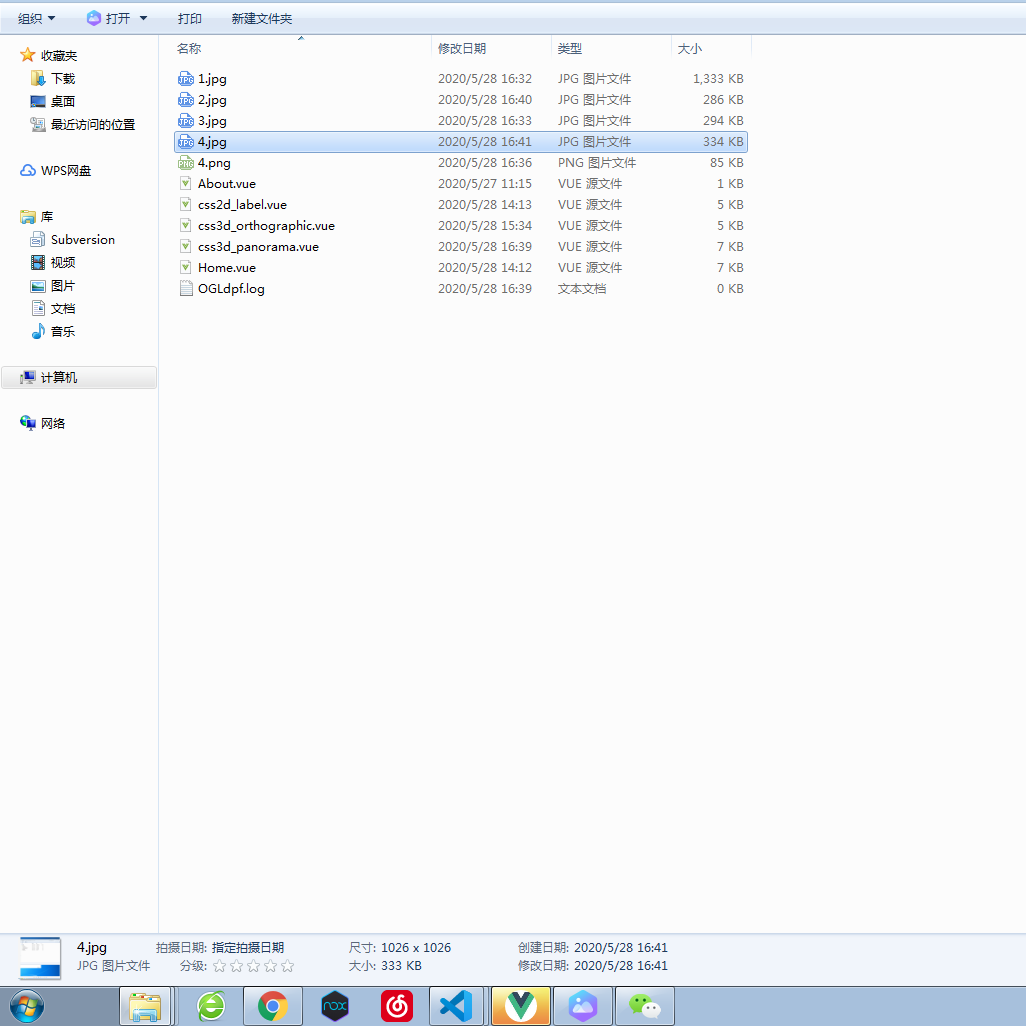 组织 打开 打印 新建文件夹
名称 修改日期 类型 大小
收藏夹
下载
桌面
最近访问的位置
WPS网盘
库
Subversion
视频
图片
文档
音乐
计算机
网络
1.jpg 2020/5/28 16:32 JPG 图片文件 1,333 KB
2.jpg 2020/5/28 16:40 JPG 图片文件 286 KB
3.jpg 2020/5/28 16:33 JPG 图片文件 294 KB
4.jpg 2020/5/28 16:41 JPG 图片文件 334 KB
4.png 2020/5/28 16:36 PNG 图片文件 85 KB
About.vue 2020/5/27 11:15 VUE 源文件 1 KB
css2d_label.vue 2020/5/28 14:13 VUE 源文件 5 KB
css3d_orthographic.vue 2020/5/28 15:34 VUE 源文件 5 KB
css3d_panorama.vue 2020/5/28 16:39 VUE 源文件 7 KB
Home.vue 2020/5/28 14:12 VUE 源文件 7 KB
OGLdpf.log 2020/5/28 16:39 文本文档 0 KB
4.jpg 拍摄日期: 指定拍摄日期 尺寸: 1026 x 1026 创建日期: 2020/5/28 16:41
JPG 图片文件 分级: 大小: 333 KB 修改日期: 2020/5/28 16:41
nox